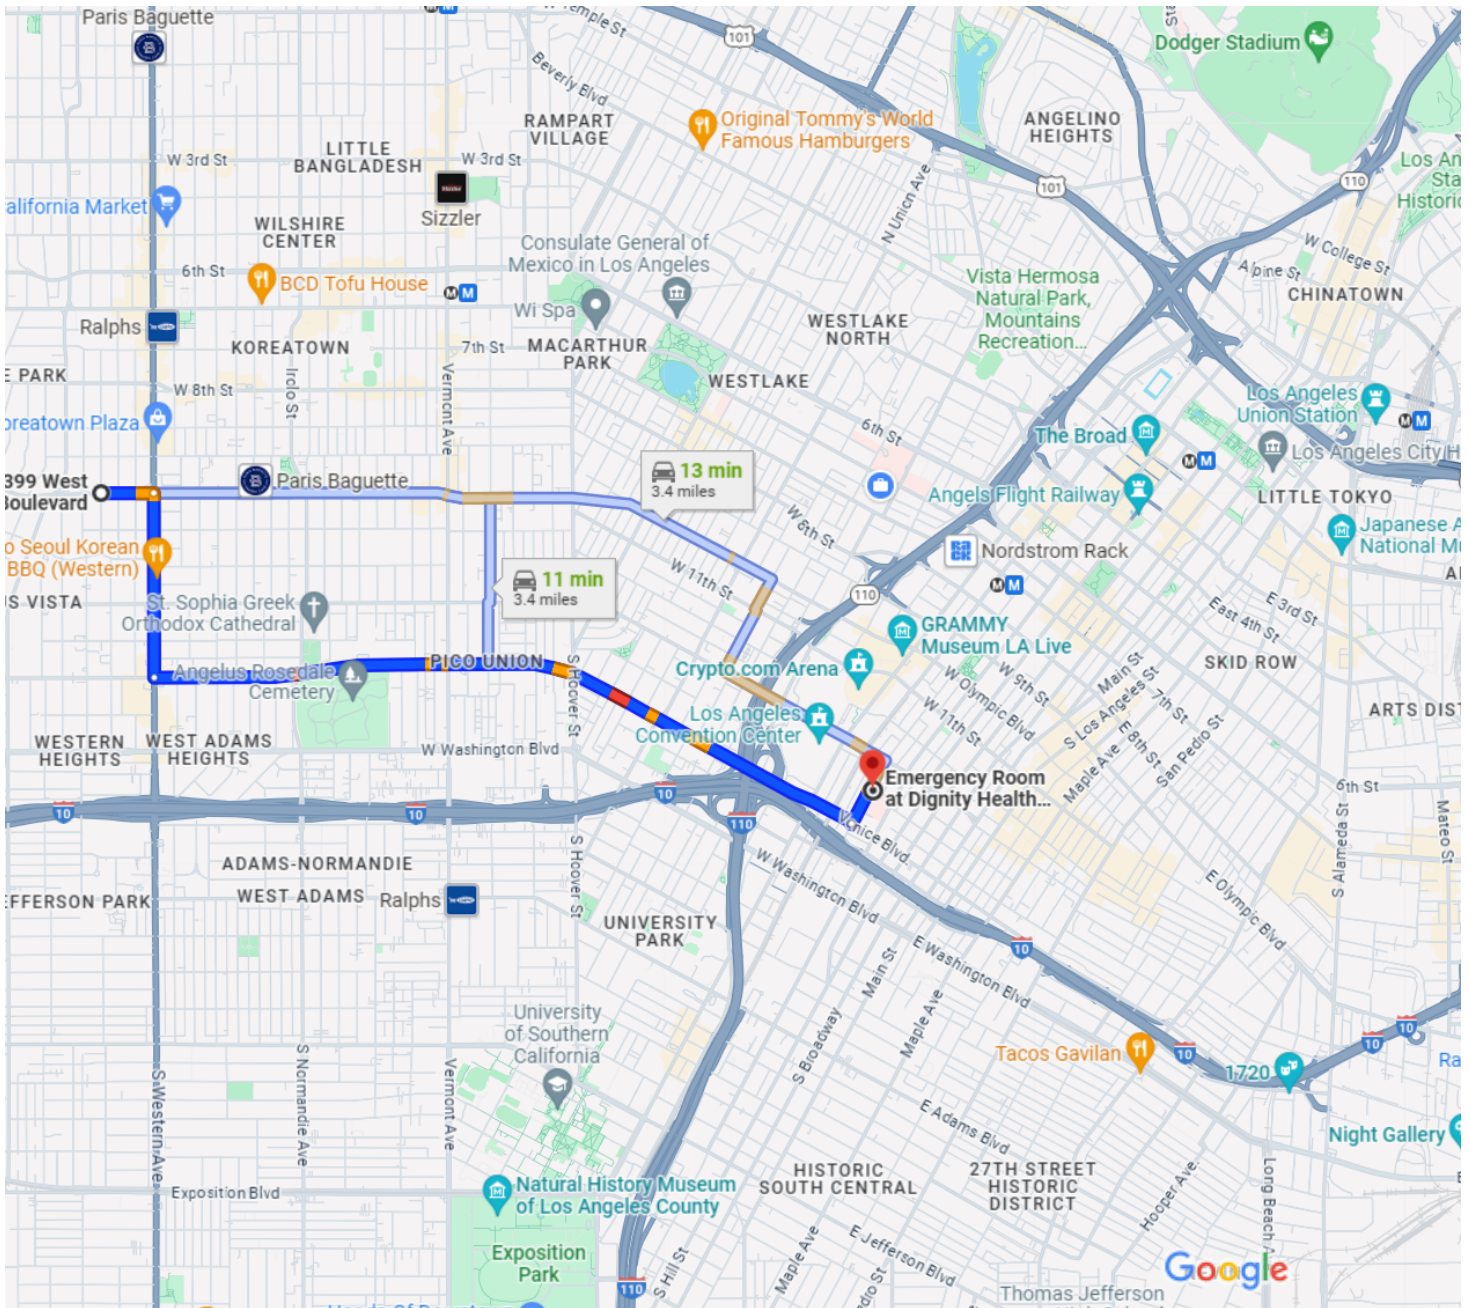 Paris Baguette
W Temple St
101
Dodger Stadium
Beverly Blvd
RAMPART
VILLAGE
Original Tommy's World
Famous Hamburgers
ANGELINO
HEIGHTS
LITTLE
BANGLADESH
W 3rd St
W 3rd St
N Union Ave
101
110
Los An
Sta
Historic
alifornia Market
Sizzler
WILSHIRE
CENTER
Consulate General of
Mexico in Los Angeles
W College St
Alpine St
6th St
BCD Tofu House
M M
Wi Spa
Vista Hermosa
Natural Park,
Mountains
Recreation...
CHINATOWN
Ralphs
KOREATOWN
7th St
MACARTHUR
PARK
WESTLAKE
NORTH
E PARK
Irolo St
W 8th St
Vermont Ave
WESTLAKE
Los Angeles
Union Station
M M
oreatown Plaza
6th St
The Broad
M M
Los Angeles City H
399 West
Boulevard
Paris Baguette
13 min
3.4 miles
Angels Flight Railway
LITTLE TOKYO
W 8th St
Japanese A
National Mu
o Seoul Korean
BBQ (Western)
Nordstrom Rack
rack
W 11th St
11 min
3.4 miles
M M
110
East 4th St
E 3rd St
A
US VISTA
St. Sophia Greek
Orthodox Cathedral
GRAMMY
Museum LA Live
PICO UNION
S Hoover St
Crypto.com Arena
W 9th St
Main St
SKID ROW
Angelus Rosedale
Cemetery
W Olympic Blvd
S Los Angeles St
7th St
W 11th St
E 8th St
San Pedro St
ARTS DIST
WESTERN
HEIGHTS
WEST ADAMS
HEIGHTS
W Washington Blvd
Los Angeles
Convention Center
Maple Ave
Emergency Room
at Dignity Health...
6th St
10
10
10
110
Venice Blvd
S Alameda St
Mateo St
ADAMS-NORMANDIE
S Hoover St
W Washington Blvd
E Olympic Blvd
EFFERSON PARK
WEST ADAMS
Ralphs
UNIVERSITY
PARK
E Washington Blvd
10
Main St
University
of Southern
California
Maple Ave
S Broadway
S Western Ave
S Normandie Ave
Vermont Ave
Tacos Gavilan
10
10
10
1720
Ra
E Adams Blvd
Night Gallery
Exposition Blvd
Natural History Museum
of Los Angeles County
HISTORIC
SOUTH CENTRAL
27TH STREET
HISTORIC
DISTRICT
Hooper Ave
Long Beach A
Exposition
Park
110
S Hill St
Maple Ave
E Jefferson Blvd
Google
Thomas Jefferson